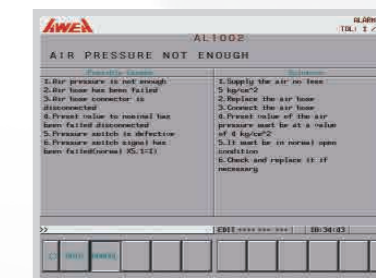 AWEA
ALARM
AL1002
AIR PRESSURE NOT ENOUGH
Possible Causes
Solutions
1.Air pressure is not enough
2.Air hose has been failed
3.Air hose connector is
disconnected
4.Preset value to nominal has
been failed disconnected
5.Pressure switch is defective
6.Pressure switch signal has
been failed(normal X5.1=1)
1.Supply the air no less
5 kg/cm^2
2.Replace the air hose
3.Connect the air hose
4.Preset value of the air
pressure must be at a value
of 4 kg/cm^2
5.It must be in normal open
condition
6.Check and replace it if
necessary
>>
EDIT **** *** *** 10:34:43
MAIN